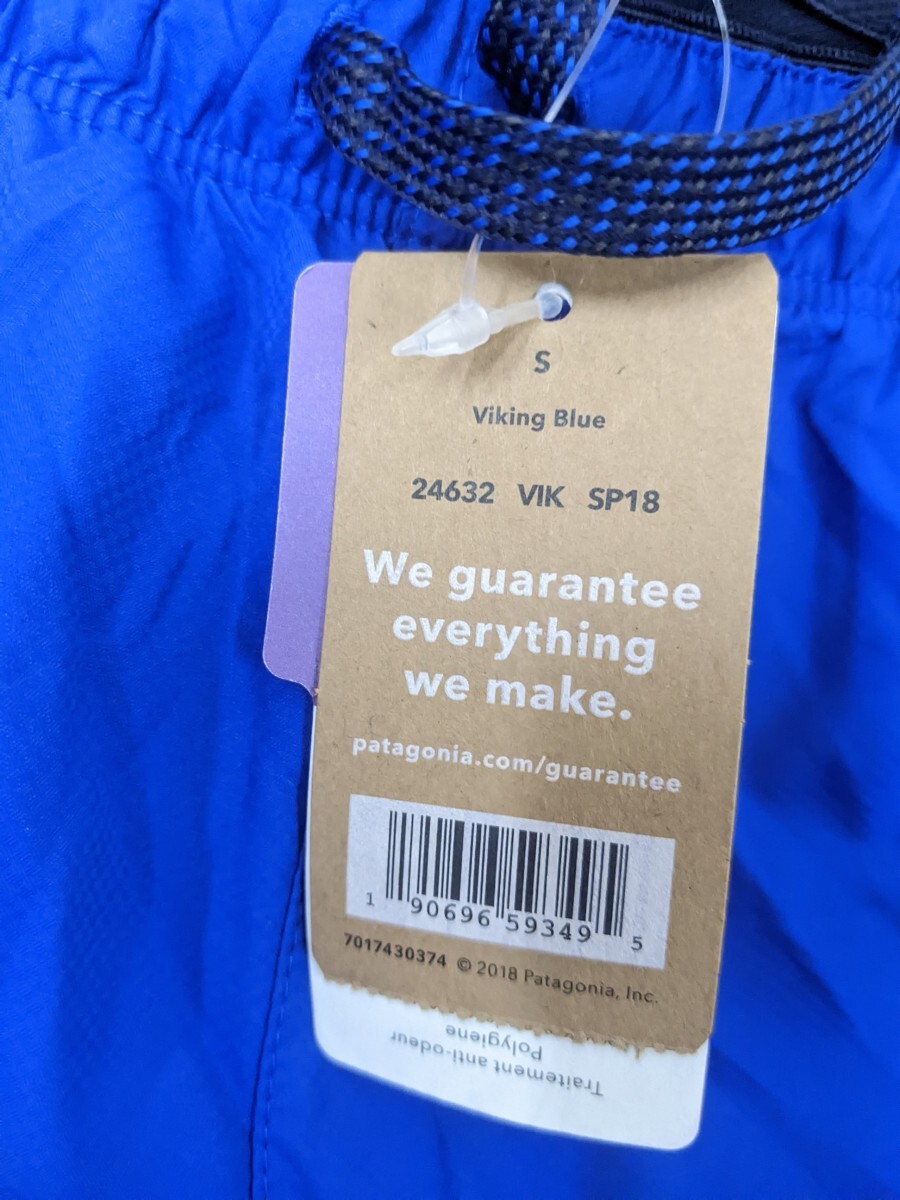 S
Viking Blue
24632 VIK SP18
We guarantee
everything
we make.
patagonia.com/guarantee
1 90696 59349 5
7017430374 © 2018 Patagonia, Inc.
Traitement anti-odeur
Polygiene